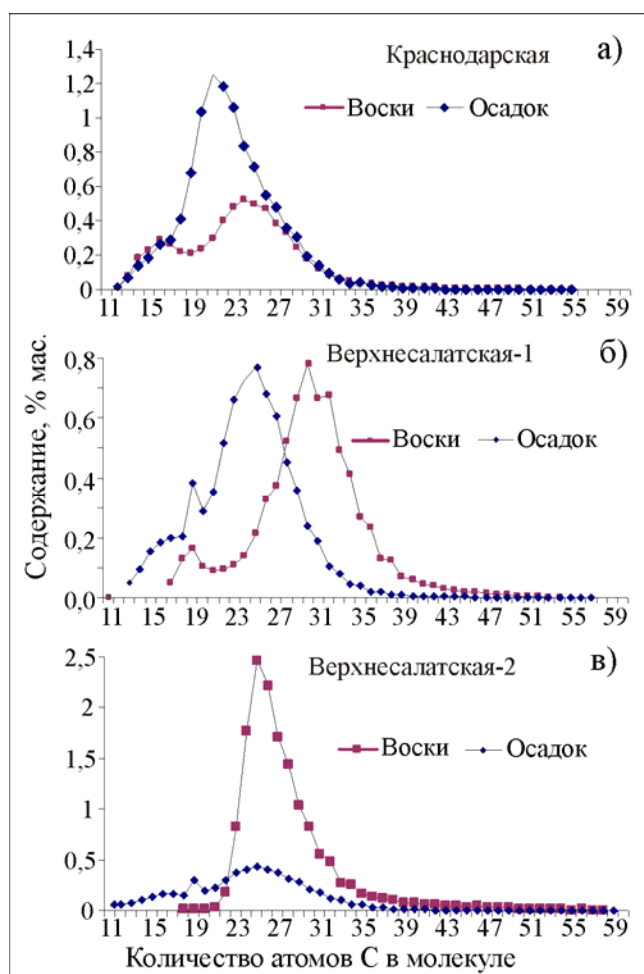 а)
Краснодарская
Воски Осадок
1,4
1,2
1
0,8
0,6
0,4
0,2
0
11 15 19 23 27 31 35 39 43 47 51 55 59
Содержание, % мас.
б)
Верхнесалатская-1
Воски Осадок
0,8
0,6
0,4
0,2
0,0
11 15 19 23 27 31 35 39 43 47 51 55 59
в)
Верхнесалатская-2
Воски Осадок
2,5
2
1,5
1
0,5
0
11 15 19 23 27 31 35 39 43 47 51 55 59
Количество атомов С в молекуле